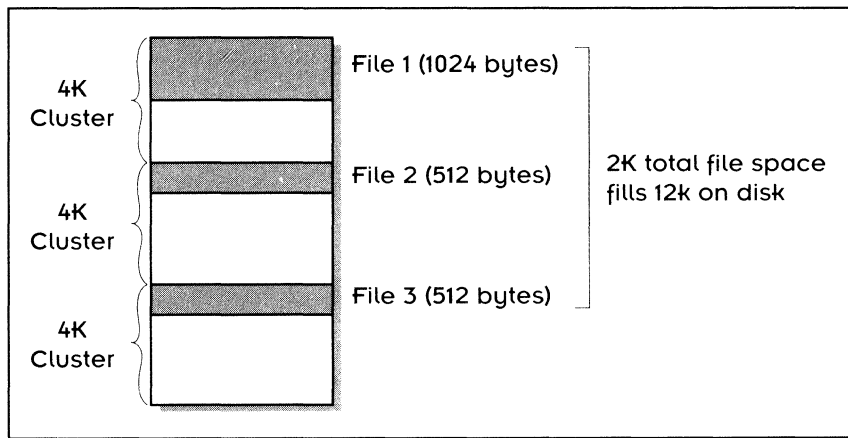 4K
Cluster
File 1 (1024 bytes)
4K
Cluster
File 2 (512 bytes)
2K total file space
fills 12k on disk
4K
Cluster
File 3 (512 bytes)